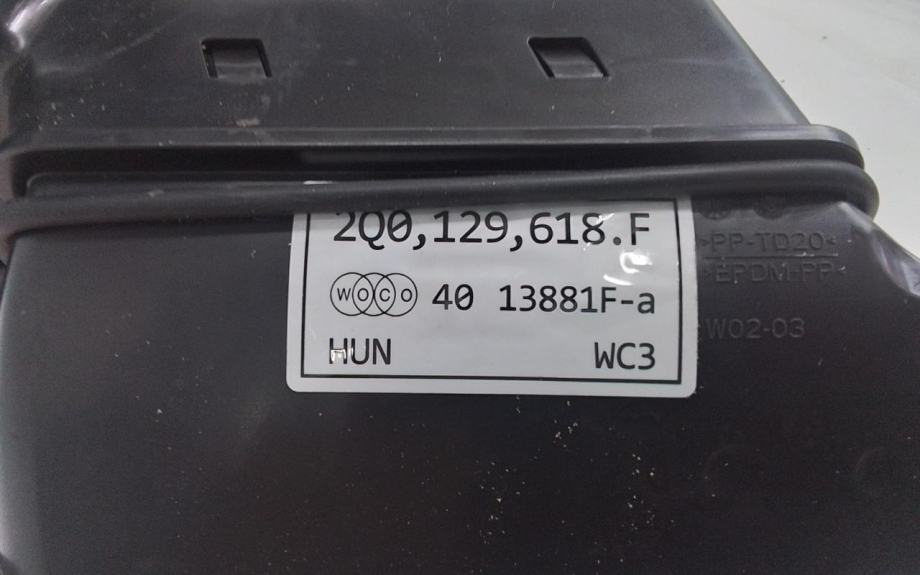 2Q0,129,618.F
WOCO 40 13881F-a
HUN WC3
>PP-TD20<
>EPDM+PP<
W02-03